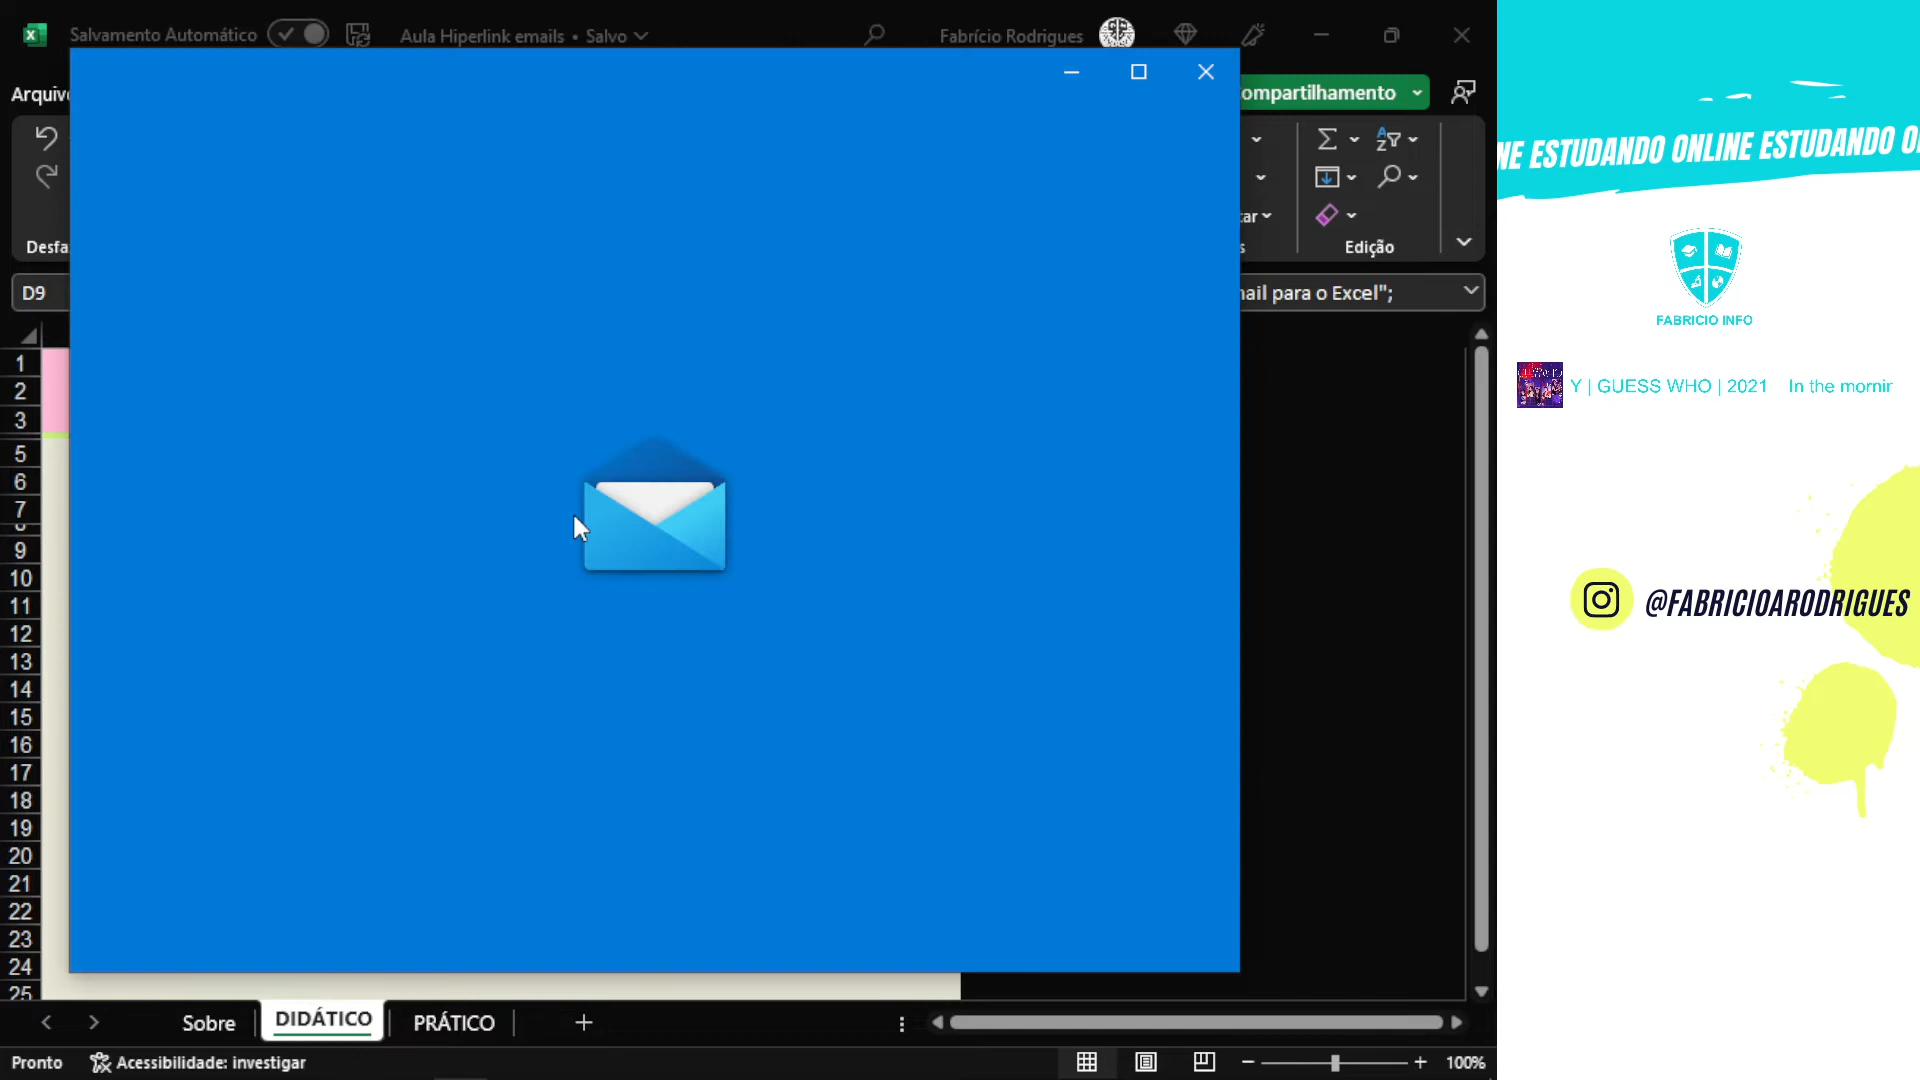 Salvamento Automático
Aula Hiperlink emails • Salvo
Fabrício Rodrigues
Arquivo
ompartilhamento
Desfa
ar
s
Edição
D9
ail para o Excel";
1
2
3
5
6
7
9
10
11
12
13
14
15
16
17
18
19
20
21
22
23
24
25
Sobre
DIDÁTICO
PRÁTICO
Pronto
Acessibilidade: investigar
100%
NE ESTUDANDO ONLINE ESTUDANDO O
FABRICIO INFO
Y | GUESS WHO | 2021 In the mornin
@FABRICIOARODRIGUES